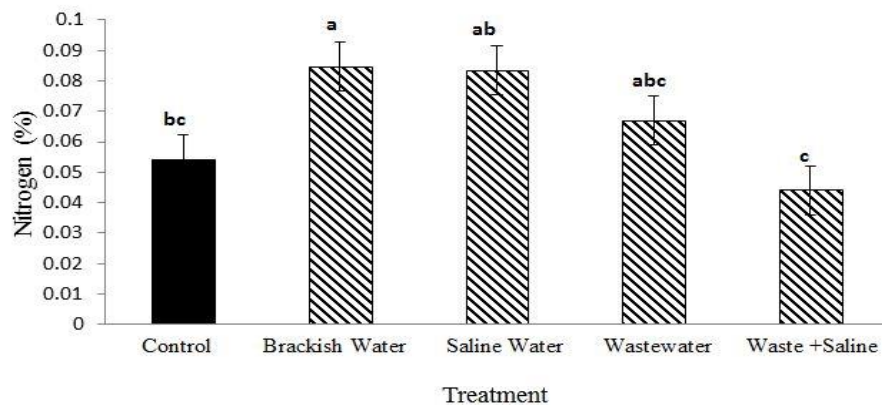 Nitrogen (%)
0.1
0.09
0.08
0.07
0.06
0.05
0.04
0.03
0.02
0.01
0
bc
a
ab
abc
c
Control
Brackish Water
Saline Water
Wastewater
Waste +Saline
Treatment